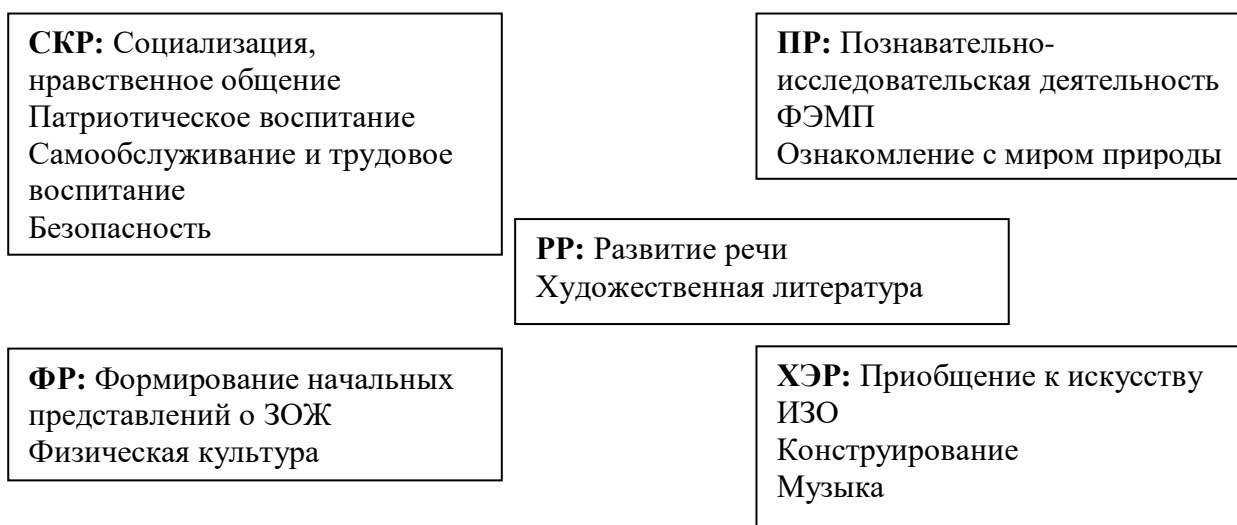 СКР: Социализация,
нравственное общение
Патриотическое воспитание
Самообслуживание и трудовое
воспитание
Безопасность
ПР: Познавательно-
исследовательская деятельность
ФЭМП
Ознакомление с миром природы
РР: Развитие речи
Художественная литература
ФР: Формирование начальных
представлений о ЗОЖ
Физическая культура
ХЭР: Приобщение к искусству
ИЗО
Конструирование
Музыка